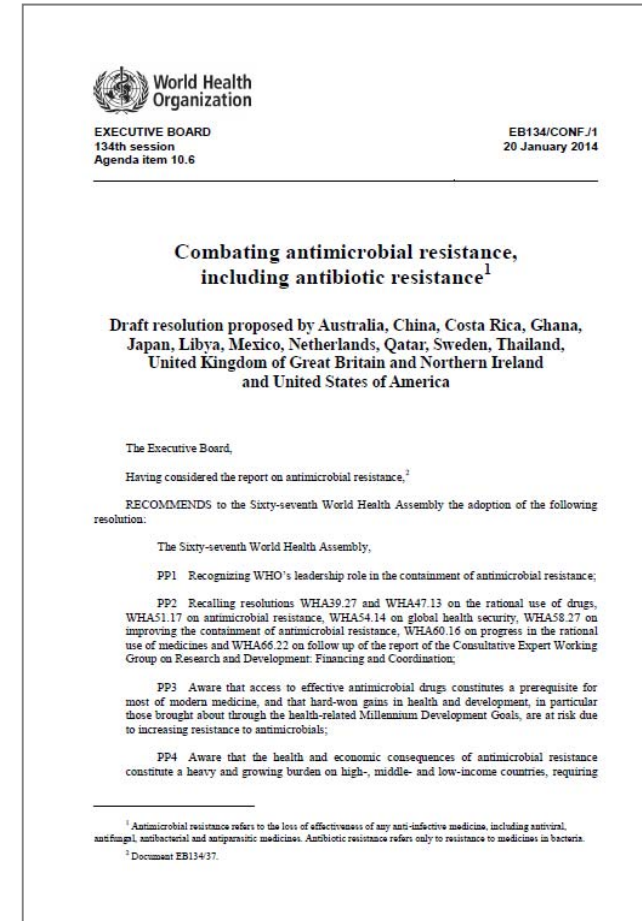 World Health
Organization
EXECUTIVE BOARD
EB134/CONF./1
134th session
20 January 2014
Agenda item 10.6
Combating antimicrobial resistance,
including antibiotic resistance¹
Draft resolution proposed by Australia, China, Costa Rica, Ghana,
Japan, Libya, Mexico, Netherlands, Qatar, Sweden, Thailand,
United Kingdom of Great Britain and Northern Ireland
and United States of America
The Executive Board,
Having considered the report on antimicrobial resistance,²
RECOMMENDS to the Sixty-seventh World Health Assembly the adoption of the following
resolution:
The Sixty-seventh World Health Assembly,
PP1 Recognizing WHO's leadership role in the containment of antimicrobial resistance;
PP2 Recalling resolutions WHA39.27 and WHA47.13 on the rational use of drugs,
WHA51.17 on antimicrobial resistance, WHA54.14 on global health security, WHA58.27 on
improving the containment of antimicrobial resistance, WHA60.16 on progress in the rational
use of medicines and WHA66.22 on follow up of the report of the Consultative Expert Working
Group on Research and Development: Financing and Coordination;
PP3 Aware that access to effective antimicrobial drugs constitutes a prerequisite for
most of modern medicine, and that hard-won gains in health and development, in particular
those brought about through the health-related Millennium Development Goals, are at risk due
to increasing resistance to antimicrobials;
PP4 Aware that the health and economic consequences of antimicrobial resistance
constitute a heavy and growing burden on high-, middle- and low-income countries, requiring
¹ Antimicrobial resistance refers to the loss of effectiveness of any anti-infective medicine, including antiviral,
antifungal, antibacterial and antiparasitic medicines. Antibiotic resistance refers only to resistance to medicines in bacteria.
² Document EB134/37.